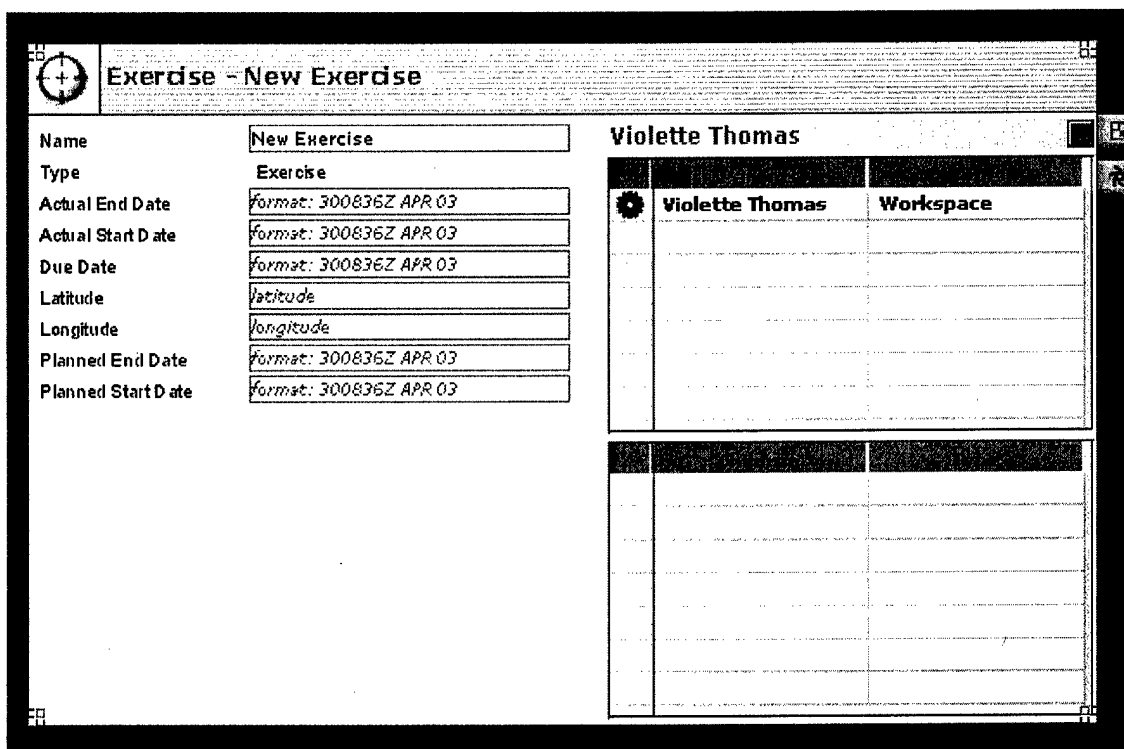 Exercise - New Exercise
Name New Exercise
Type Exercise
Actual End Date format: 300836Z APR 03
Actual Start Date format: 300836Z APR 03
Due Date format: 300836Z APR 03
Latitude latitude
Longitude longitude
Planned End Date format: 300836Z APR 03
Planned Start Date format: 300836Z APR 03
Violette Thomas
Violette Thomas Workspace